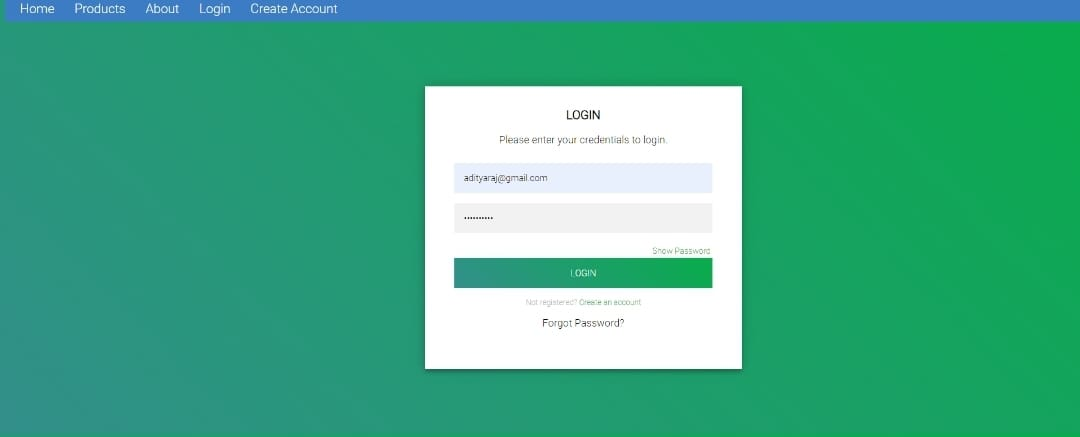 Home Products About Login Create Account
LOGIN
Please enter your credentials to login.
adityaraj@gmail.com
••••••••••
Show Password
LOGIN
Not registered? Create an account
Forgot Password?